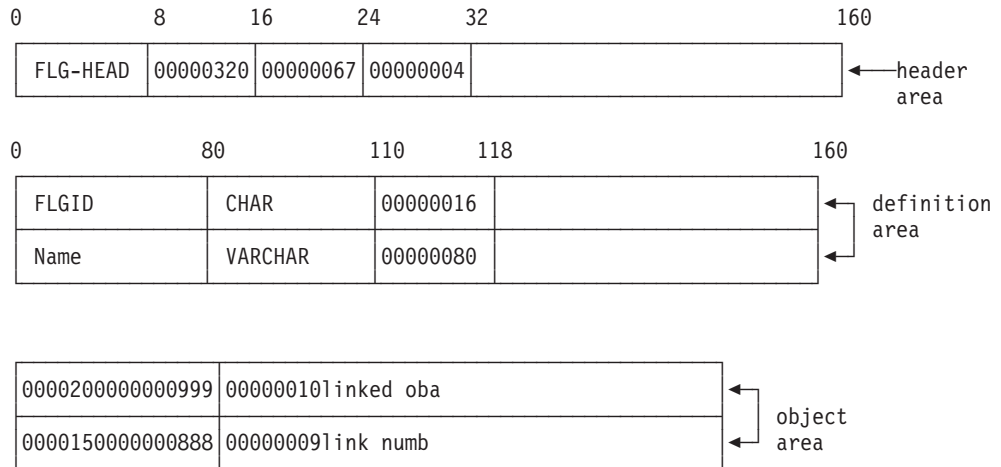 0 8 16 24 32 160
FLG-HEAD 00000320 00000067 00000004 header
area
0 80 110 118 160
FLGID CHAR 00000016 definition
area
Name VARCHAR 00000080
0000200000000999 00000010linked oba
object
area
0000150000000888 00000009link numb